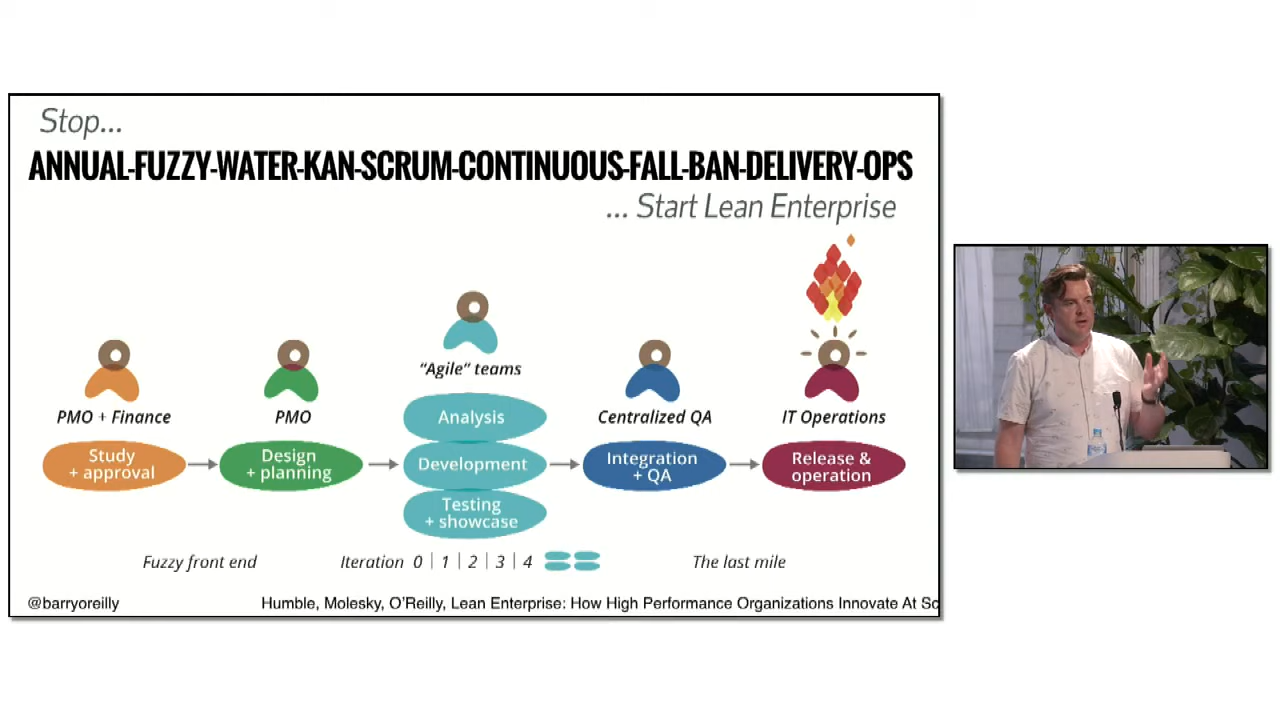 Stop...
ANNUAL-FUZZY-WATER-KAN-SCRUM-CONTINUOUS-FALL-BAN-DELIVERY-OPS
... Start Lean Enterprise
PMO + Finance
Study
+ approval
PMO
Design
+ planning
“Agile” teams
Analysis
Development
Testing
+ showcase
Centralized QA
Integration
+ QA
IT Operations
Release &
operation
Fuzzy front end
Iteration 0 | 1 | 2 | 3 | 4
The last mile
@barryoreilly
Humble, Molesky, O’Reilly, Lean Enterprise: How High Performance Organizations Innovate At Sc